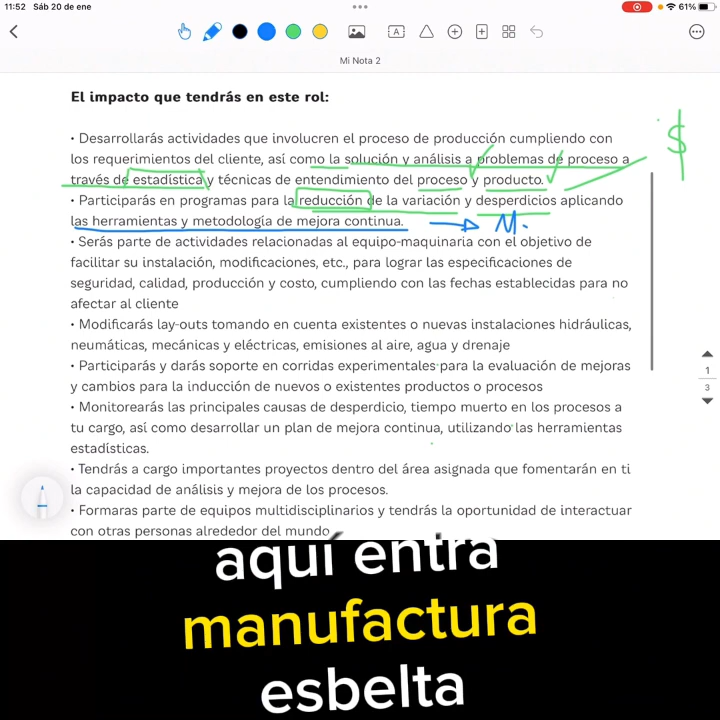 11:52 Sáb 20 de ene
61%
A
Mi Nota 2
El impacto que tendrás en este rol:
• Desarrollarás actividades que involucren el proceso de producción cumpliendo con
los requerimientos del cliente, así como la solución y análisis a problemas de proceso a
través de estadística y técnicas de entendimiento del proceso y producto.
• Participarás en programas para la reducción de la variación y desperdicios aplicando
las herramientas y metodología de mejora continua.
M.
$
• Serás parte de actividades relacionadas al equipo-maquinaria con el objetivo de
facilitar su instalación, modificaciones, etc., para lograr las especificaciones de
seguridad, calidad, producción y costo, cumpliendo con las fechas establecidas para no
afectar al cliente
• Modificarás lay-outs tomando en cuenta existentes o nuevas instalaciones hidráulicas,
neumáticas, mecánicas y eléctricas, emisiones al aire, agua y drenaje
• Participarás y darás soporte en corridas experimentales para la evaluación de mejoras
y cambios para la inducción de nuevos o existentes productos o procesos
• Monitorearás las principales causas de desperdicio, tiempo muerto en los procesos a
tu cargo, así como desarrollar un plan de mejora continua, utilizando las herramientas
estadísticas.
• Tendrás a cargo importantes proyectos dentro del área asignada que fomentarán en ti
la capacidad de análisis y mejora de los procesos.
• Formaras parte de equipos multidisciplinarios y tendrás la oportunidad de interactuar
con otras personas alrededor del mundo
1
3
aquí entra
manufactura
esbelta